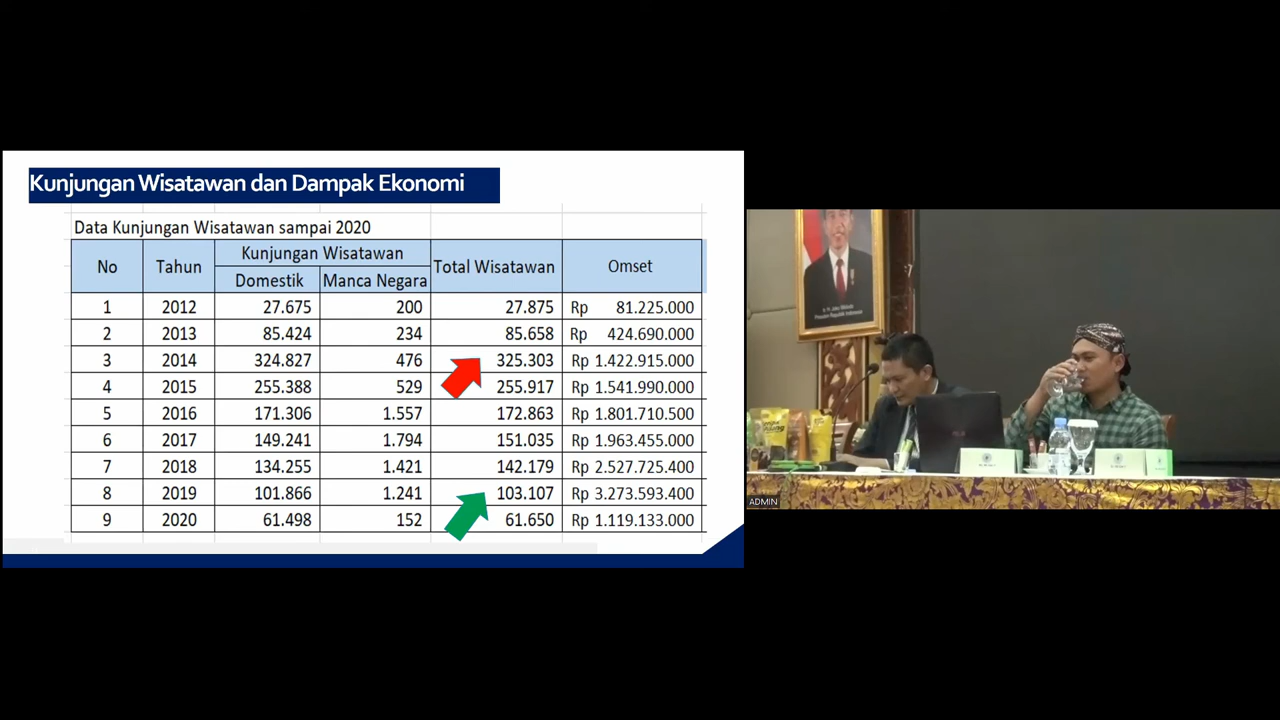 Kunjungan Wisatawan dan Dampak Ekonomi
Data Kunjungan Wisatawan sampai 2020
No Tahun Kunjungan Wisatawan Total Wisatawan Omset
Domestik Manca Negara
1 2012 27.675 200 27.875 Rp 81.225.000
2 2013 85.424 234 85.658 Rp 424.690.000
3 2014 324.827 476 325.303 Rp 1.422.915.000
4 2015 255.388 529 255.917 Rp 1.541.990.000
5 2016 171.306 1.557 172.863 Rp 1.801.710.500
6 2017 149.241 1.794 151.035 Rp 1.963.455.000
7 2018 134.255 1.421 142.179 Rp 2.527.725.400
8 2019 101.866 1.241 103.107 Rp 3.273.593.400
9 2020 61.498 152 61.650 Rp 1.119.133.000
ADMIN